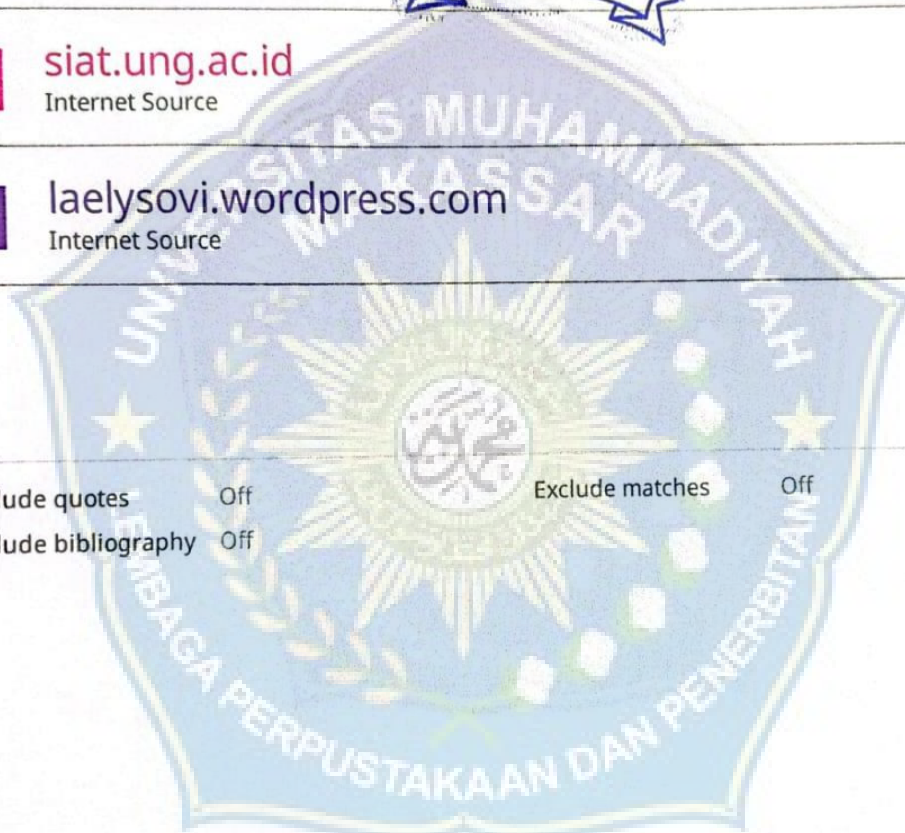 siat.ung.ac.id
Internet Source
laelysovi.wordpress.com
Internet Source
UNIVERSITAS MUHAMMADIYAH
MAKASSAR
lude quotes Off Exclude matches Off
lude bibliography Off
LEMBAGA PERPUSTAKAAN DAN PENERBITAN